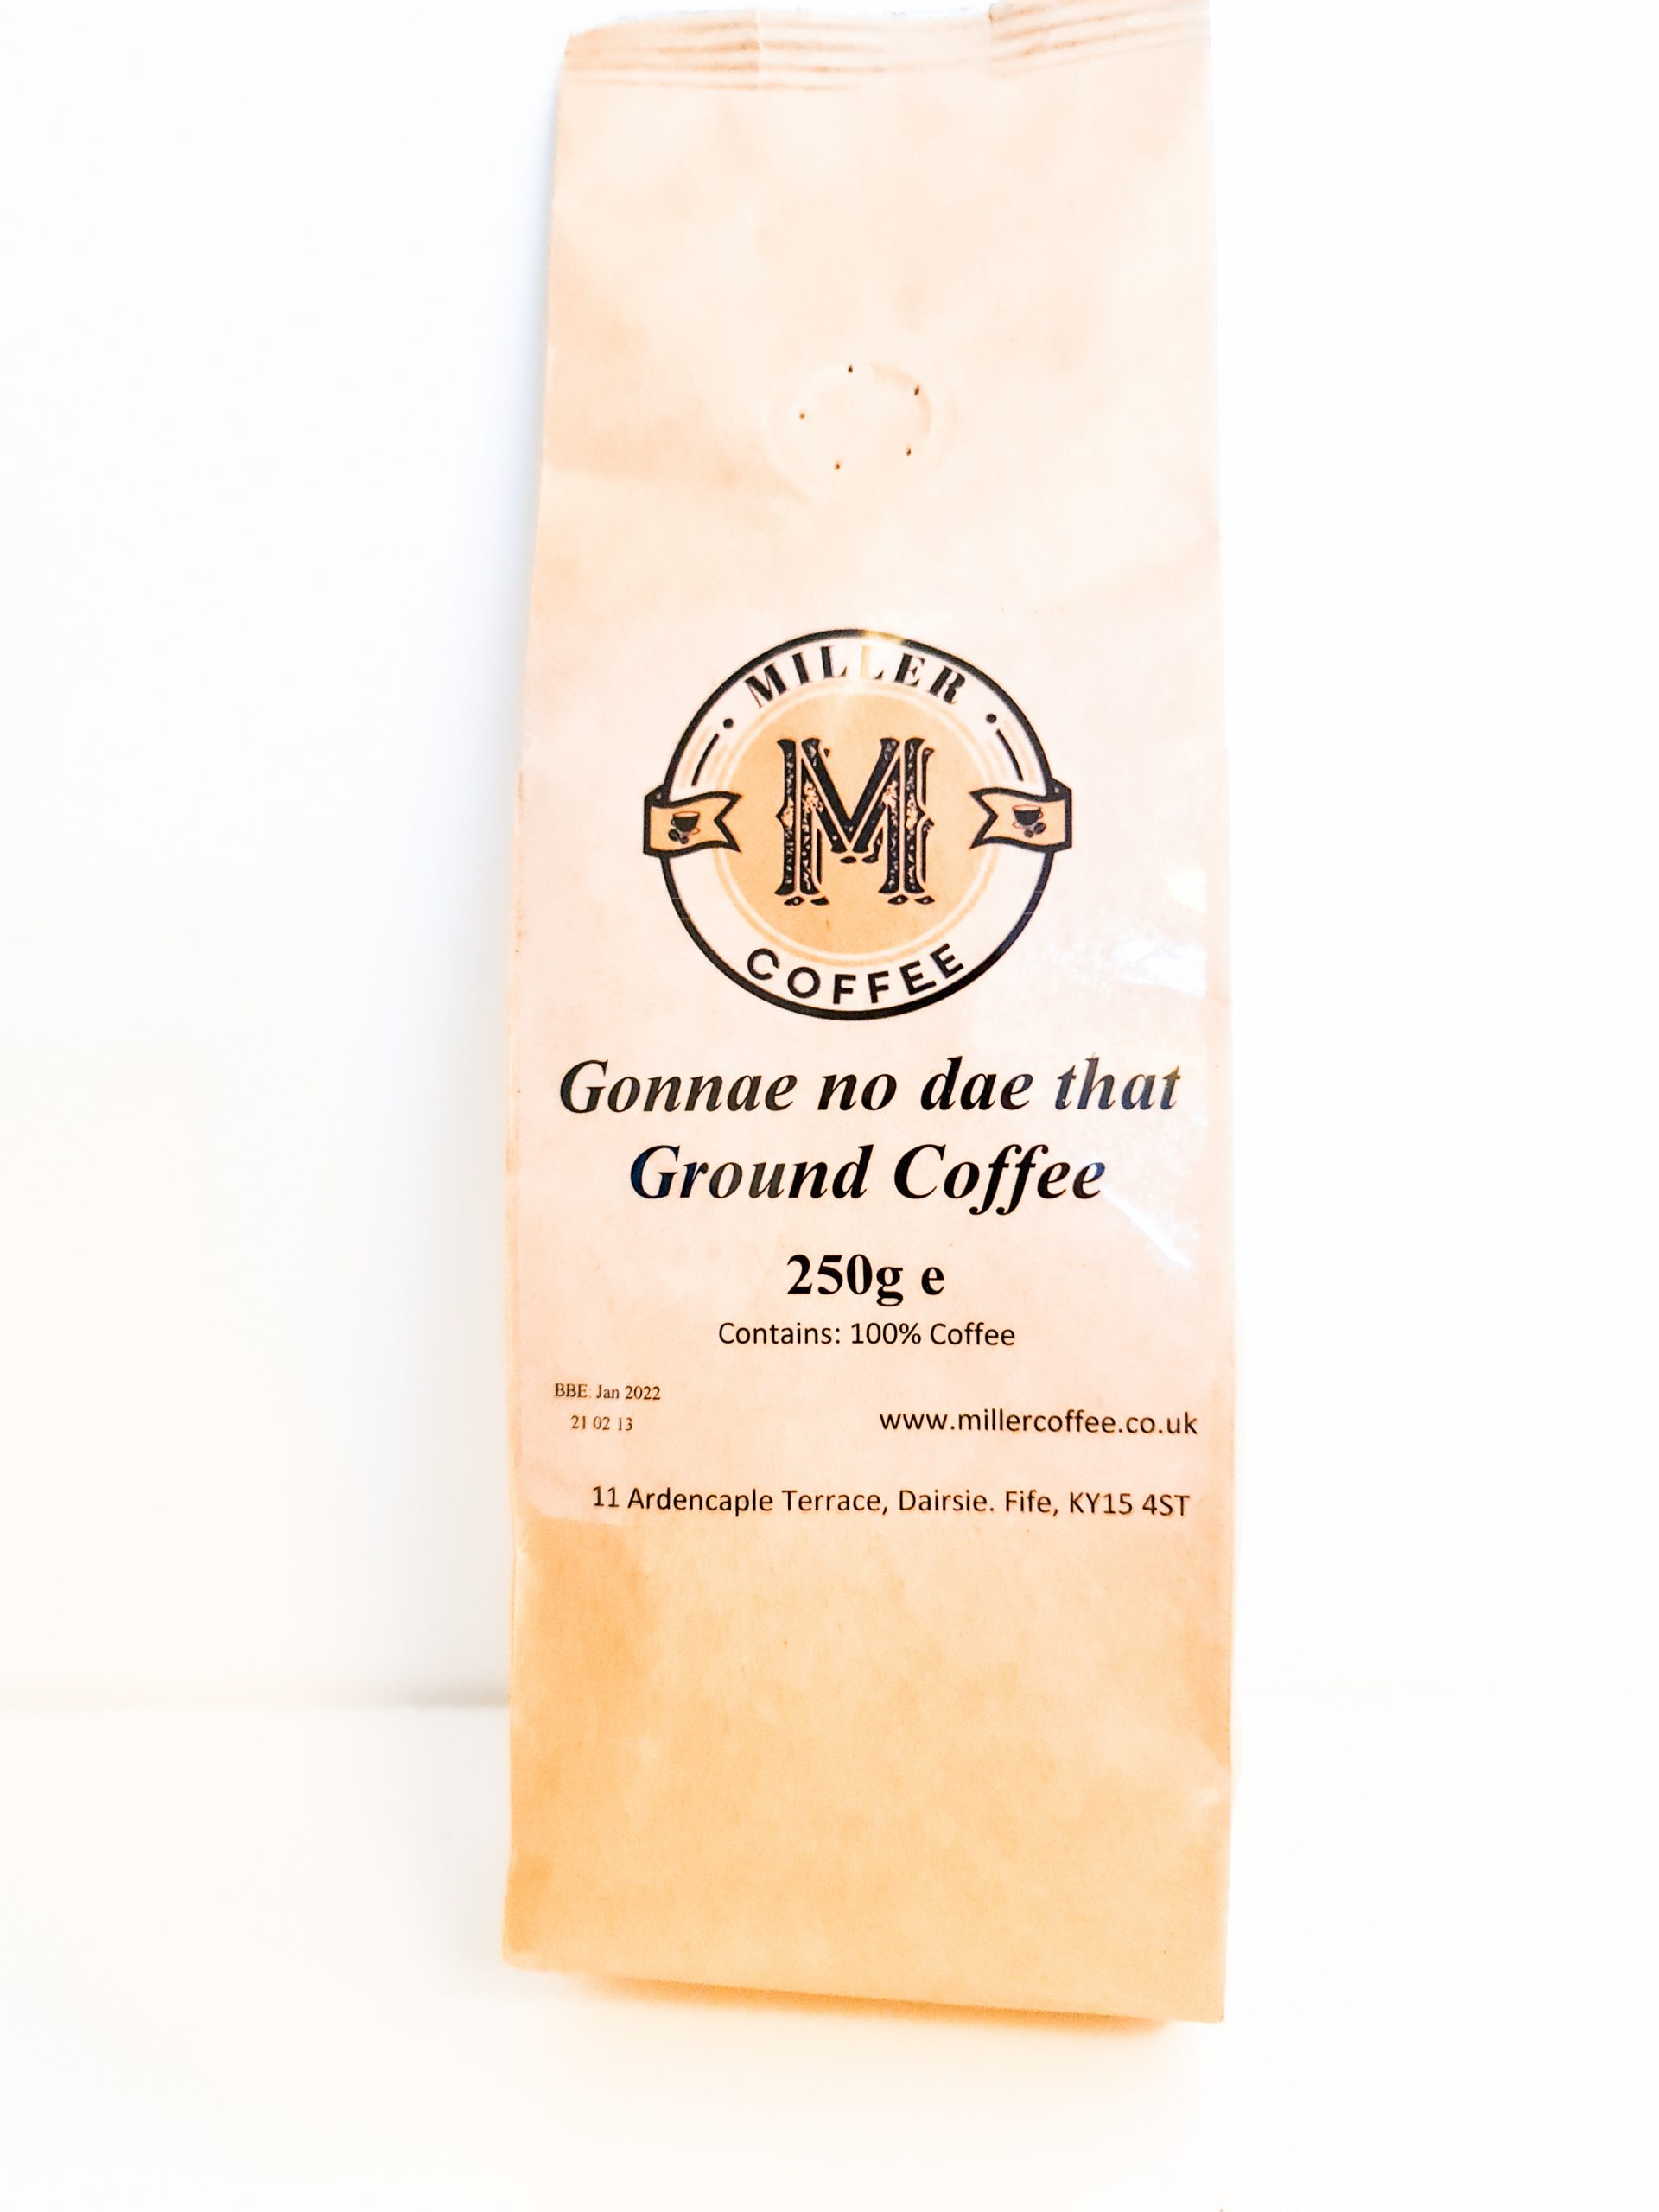 MILLER
M
COFFEE
Gonnae no dae that
Ground Coffee
250g e
Contains: 100% Coffee
BBE: Jan 2022
21 02 13
www.millercoffee.co.uk
11 Ardencaple Terrace, Dairsie. Fife, KY15 4ST